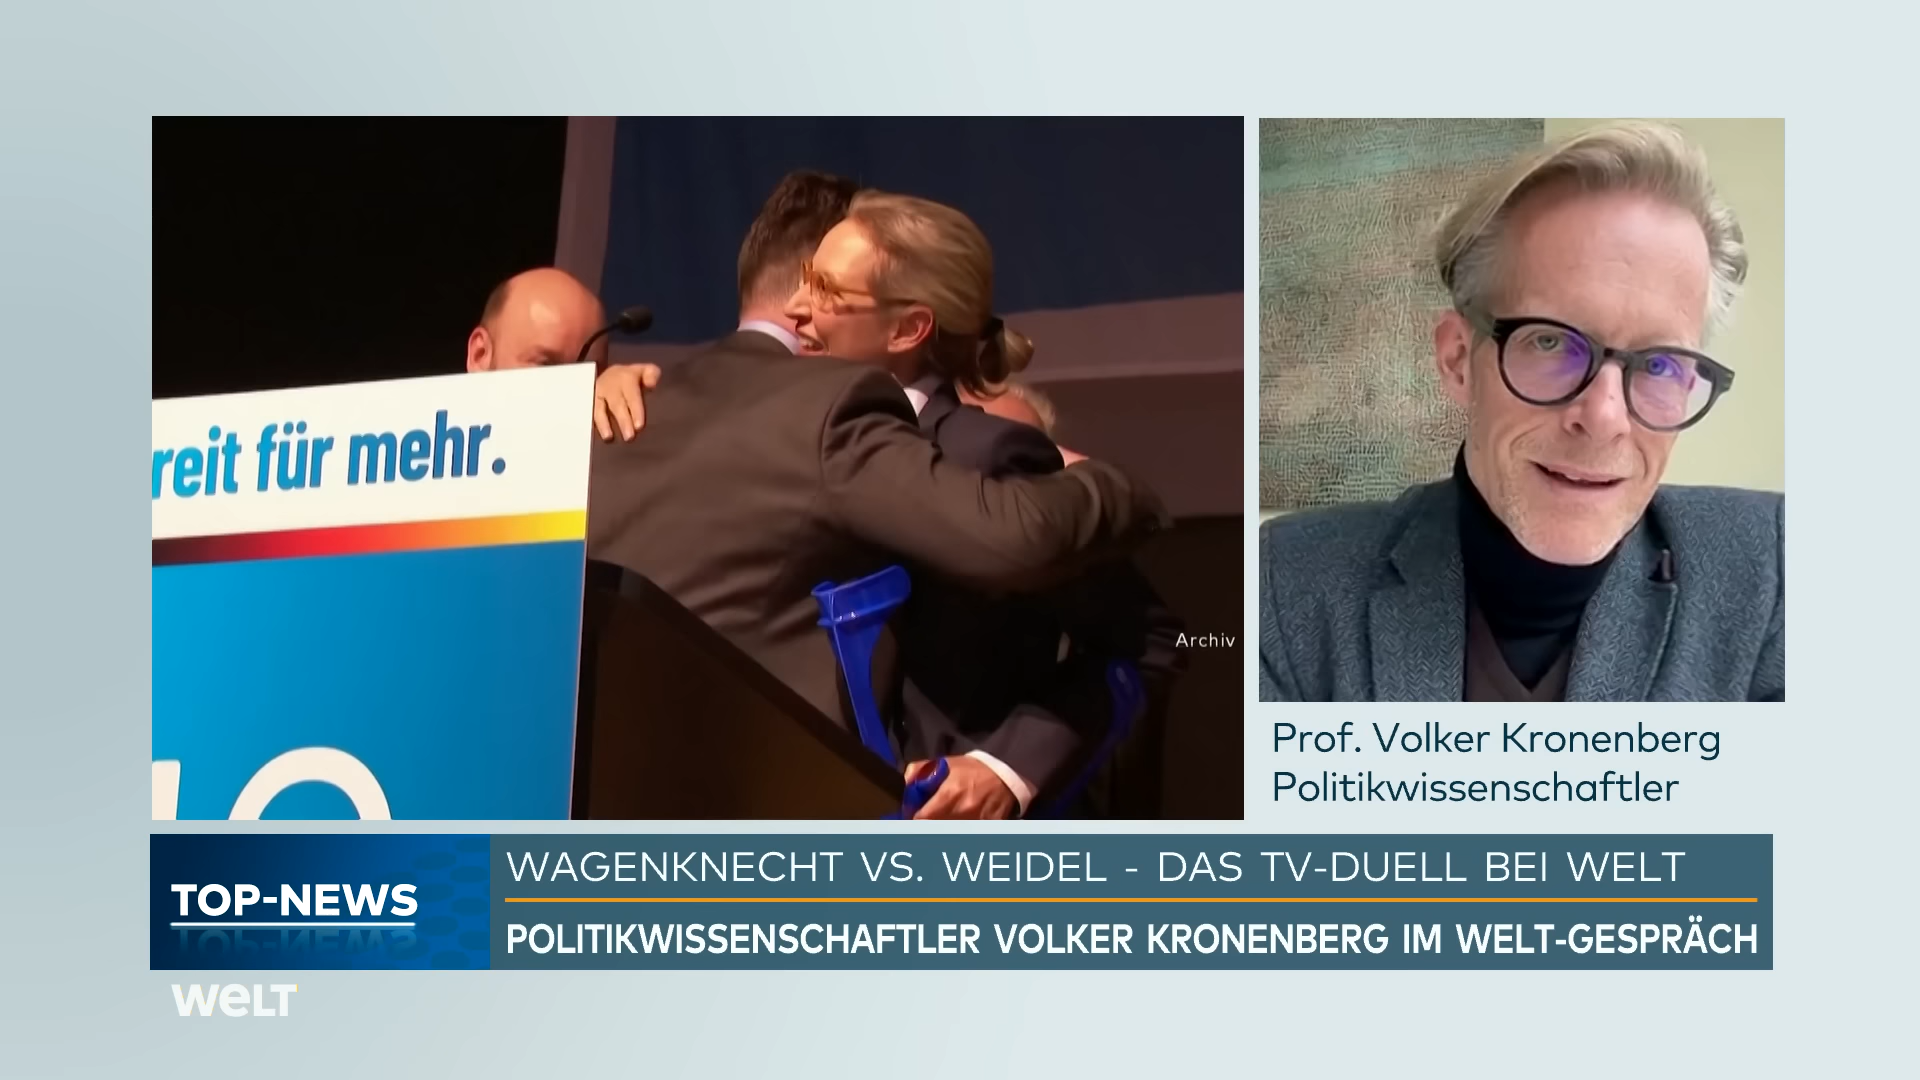 reit für mehr.
Archiv
Prof. Volker Kronenberg
Politikwissenschaftler
TOP-NEWS
WAGENKNECHT VS. WEIDEL - DAS TV-DUELL BEI WELT
POLITIKWISSENSCHAFTLER VOLKER KRONENBERG IM WELT-GESPRÄCH
WELT